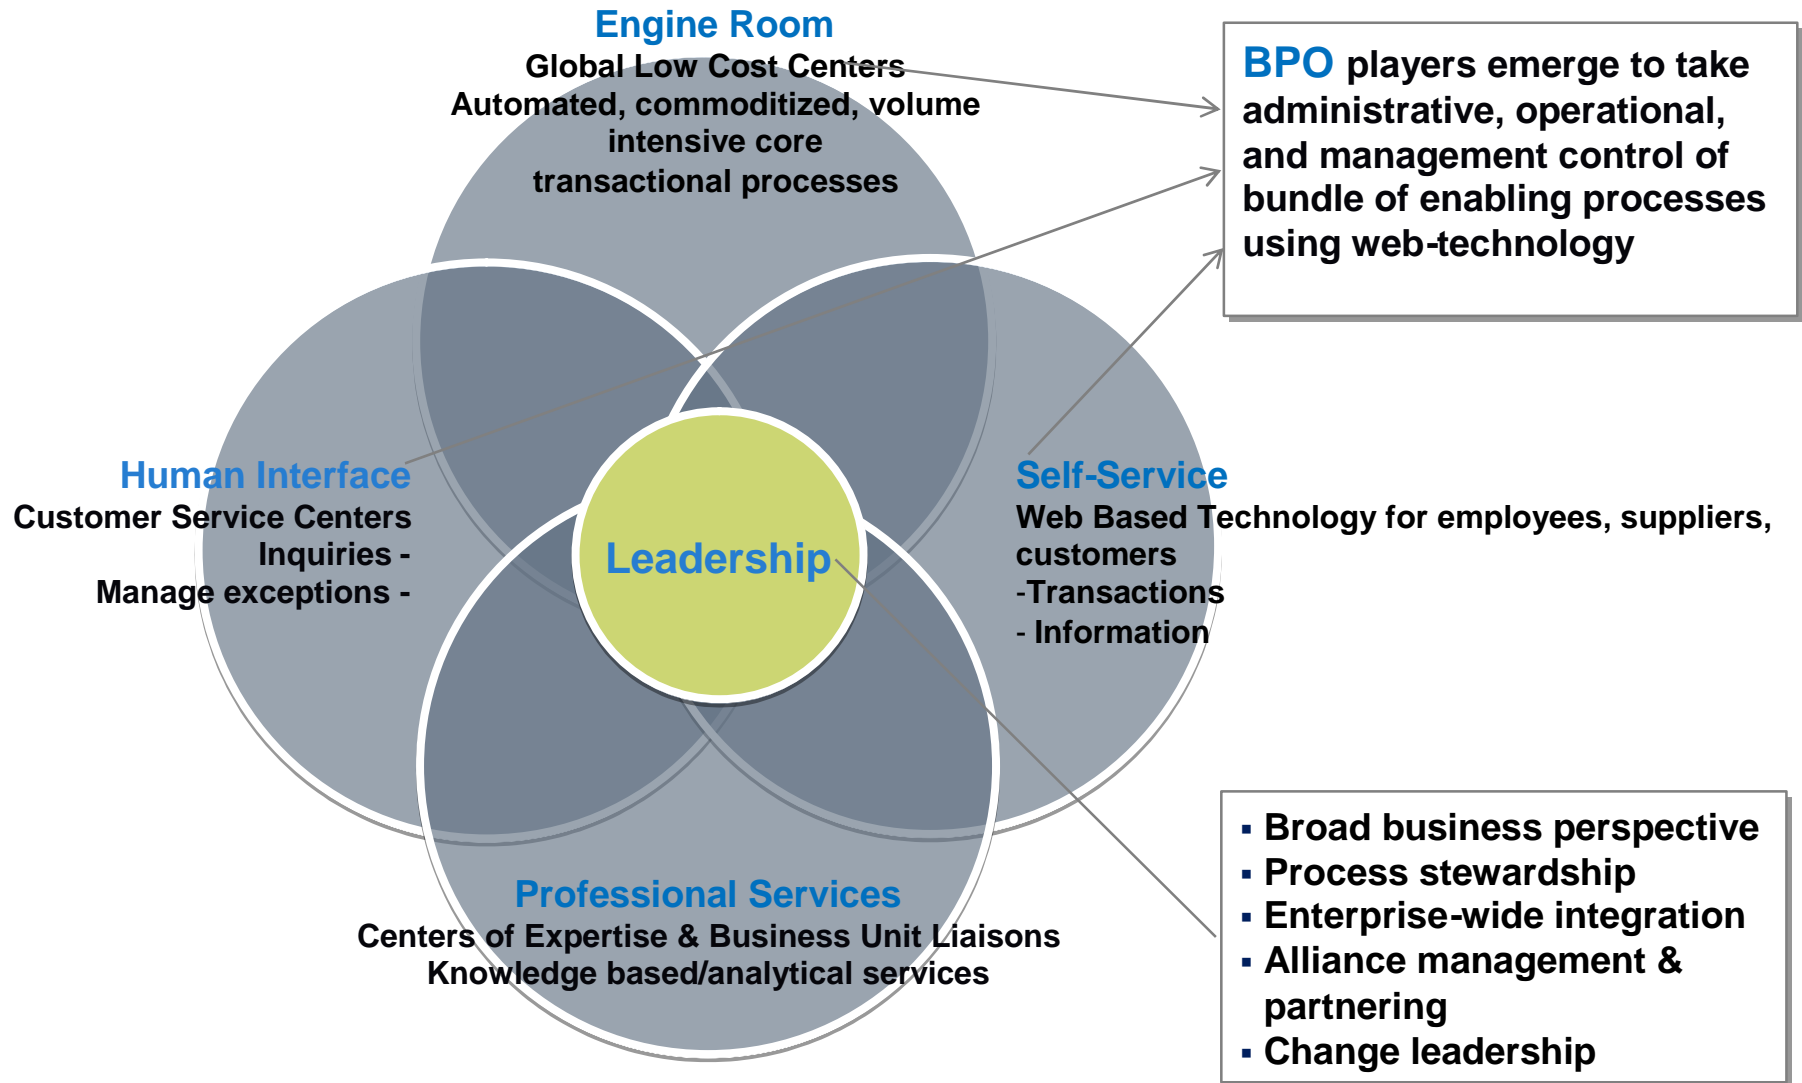 Engine Room
Global Low Cost Centers
Automated, commoditized, volume
intensive core
transactional processes
BPO players emerge to take
administrative, operational,
and management control of
bundle of enabling processes
using web-technology
Human Interface
Customer Service Centers
Inquiries -
Manage exceptions -
Leadership
Self-Service
Web Based Technology for employees, suppliers,
customers
-Transactions
- Information
Professional Services
Centers of Expertise & Business Unit Liaisons
Knowledge based/analytical services
▪ Broad business perspective
▪ Process stewardship
▪ Enterprise-wide integration
▪ Alliance management &
partnering
▪ Change leadership